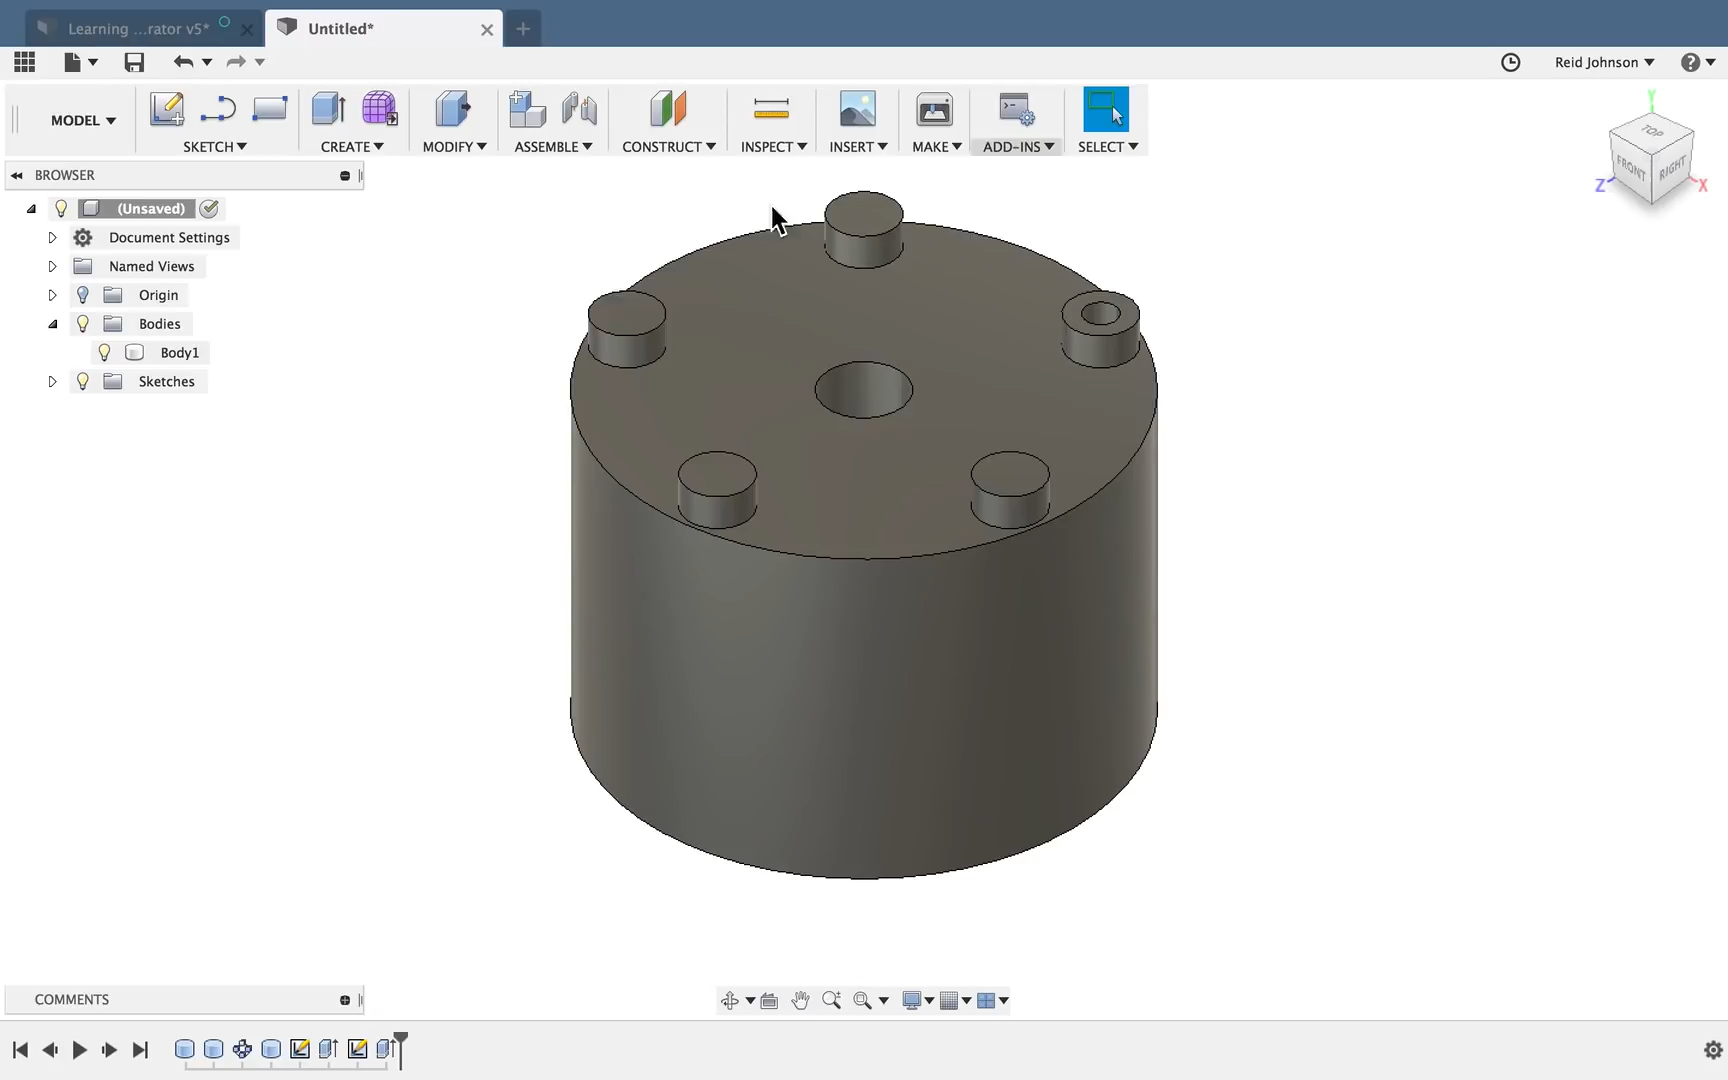 Learning ...rator v5*
Untitled*
Reid Johnson
MODEL
SKETCH
CREATE
MODIFY
ASSEMBLE
CONSTRUCT
INSPECT
INSERT
MAKE
ADD-INS
SELECT
Y
TOP
FRONT
RIGHT
Z
X
BROWSER
(Unsaved)
Document Settings
Named Views
Origin
Bodies
Body1
Sketches
COMMENTS